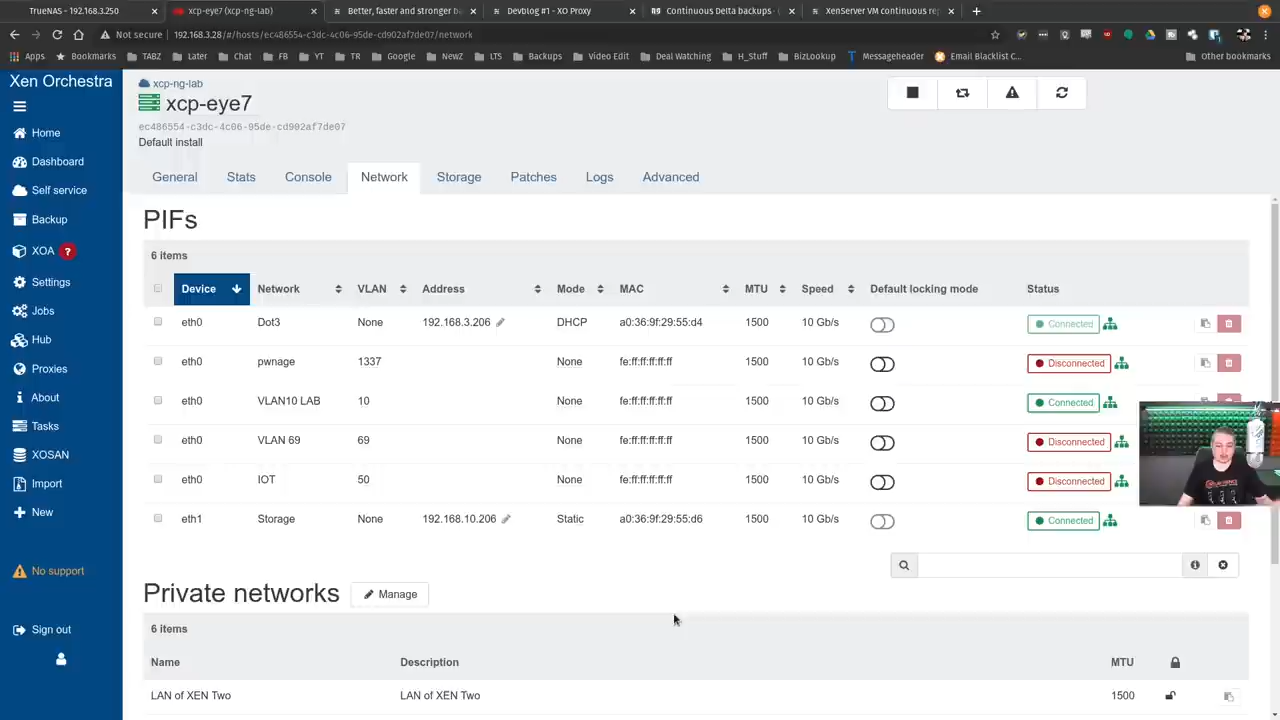 TrueNAS - 192.168.3.250
xcp-eye7 (xcp-ng-lab)
Better, faster and stronger b
Devblog #1 - XO Proxy
Continuous Delta backups -
XenServer VM continuous re
Not secure
192.168.3.28/#/hosts/ec486554-c3dc-4c06-95de-cd902af7de07/network
Apps
Bookmarks
TABZ
Later
Chat
FB
YT
TR
Google
NewZ
LTS
Backups
Video Edit
Deal Watching
H_Stuff
BizLookup
Messageheader
Email Blacklist C...
Other bookmarks
Xen Orchestra
Home
Dashboard
Self service
Backup
XOA ?
Settings
Jobs
Hub
Proxies
About
Tasks
XOSAN
Import
New
No support
Sign out
xcp-ng-lab
xcp-eye7
ec486554-c3dc-4c06-95de-cd902af7de07
Default install
General Stats Console Network Storage Patches Logs Advanced
PIFs
6 items
Device Network VLAN Address Mode MAC MTU Speed Default locking mode Status
eth0 Dot3 None 192.168.3.206 DHCP a0:36:9f:29:55:d4 1500 10 Gb/s Connected
eth0 pwnage 1337 None fe:ff:ff:ff:ff:ff 1500 10 Gb/s Disconnected
eth0 VLAN10 LAB 10 None fe:ff:ff:ff:ff:ff 1500 10 Gb/s Connected
eth0 VLAN 69 69 None fe:ff:ff:ff:ff:ff 1500 10 Gb/s Disconnected
eth0 IOT 50 None fe:ff:ff:ff:ff:ff 1500 10 Gb/s Disconnected
eth1 Storage None 192.168.10.206 Static a0:36:9f:29:55:d6 1500 10 Gb/s Connected
Private networks
Manage
6 items
Name Description MTU
LAN of XEN Two LAN of XEN Two 1500